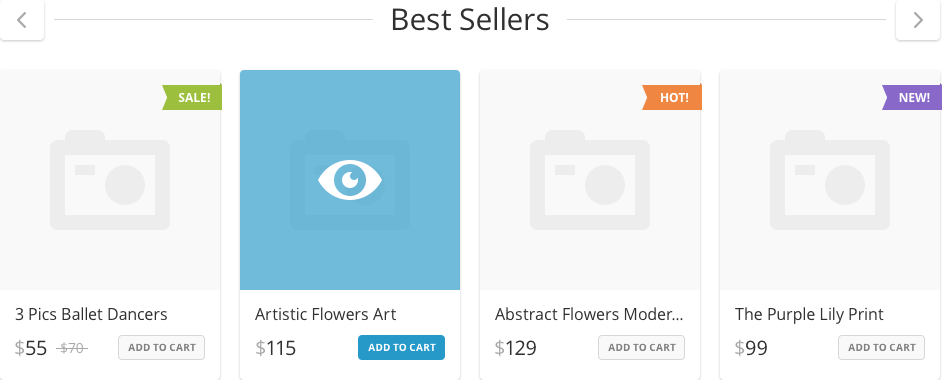 Best Sellers
SALE!
HOT!
NEW!
3 Pics Ballet Dancers
Artistic Flowers Art
Abstract Flowers Moder...
The Purple Lily Print
$55 $70 ADD TO CART
$115 ADD TO CART
$129 ADD TO CART
$99 ADD TO CART